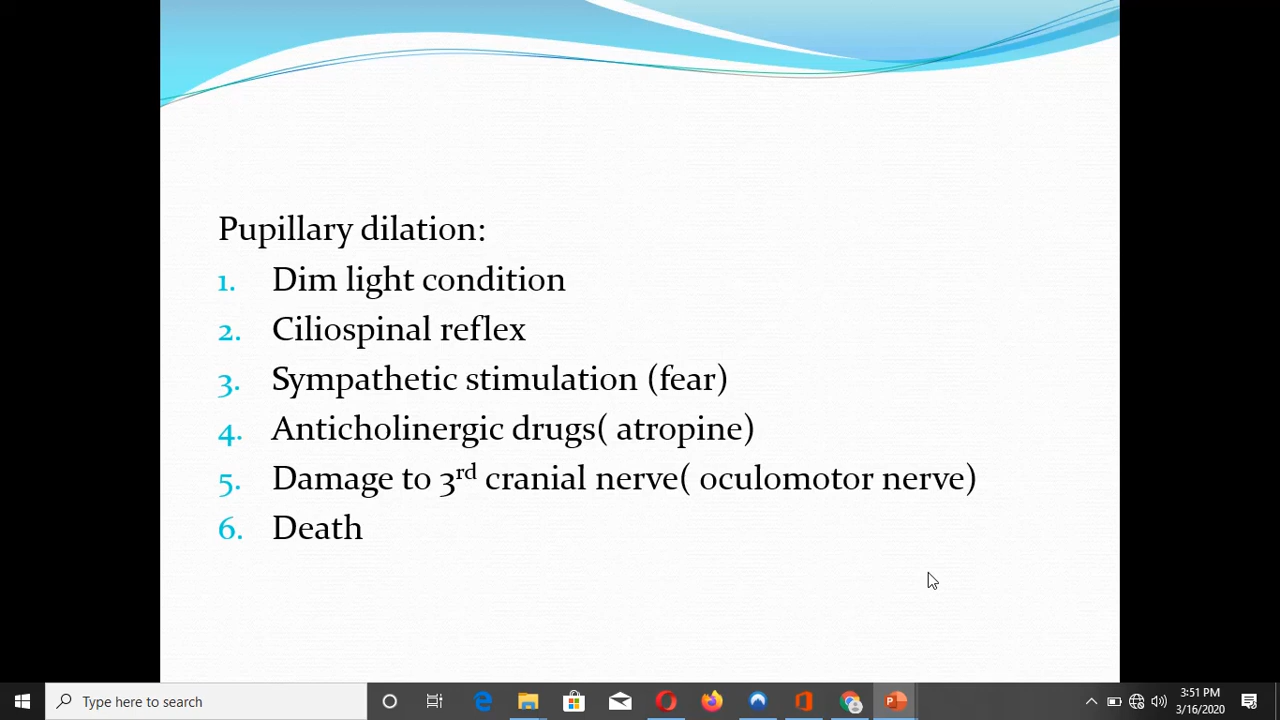 Pupillary dilation:
1. Dim light condition
2. Ciliospinal reflex
3. Sympathetic stimulation (fear)
4. Anticholinergic drugs( atropine)
5. Damage to 3rd cranial nerve( oculomotor nerve)
6. Death
Type here to search
3:51 PM
3/16/2020